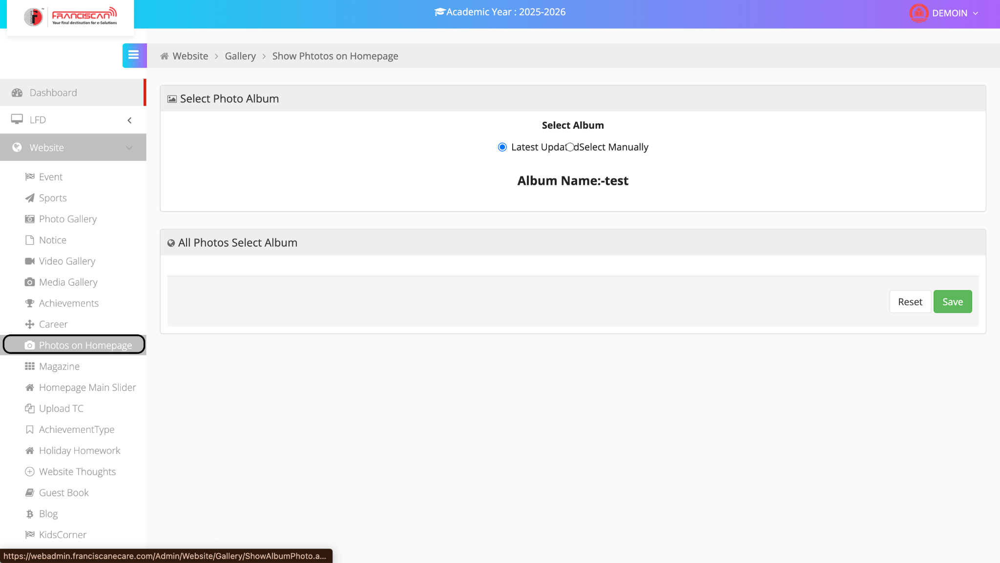 FRANCISCAN
Your final destination for e-Solutions
Academic Year : 2025-2026
DEMOIN
Website > Gallery > Show Phtotos on Homepage
Dashboard
LFD
Website
Event
Sports
Photo Gallery
Notice
Video Gallery
Media Gallery
Achievements
Career
Photos on Homepage
Magazine
Homepage Main Slider
Upload TC
AchievementType
Holiday Homework
Website Thoughts
Guest Book
Blog
KidsCorner
Select Photo Album
Select Album
Latest Updated Select Manually
Album Name:-test
All Photos Select Album
Reset Save
https://webadmin.franciscanecare.com/Admin/Website/Gallery/ShowAlbumPhoto.a...